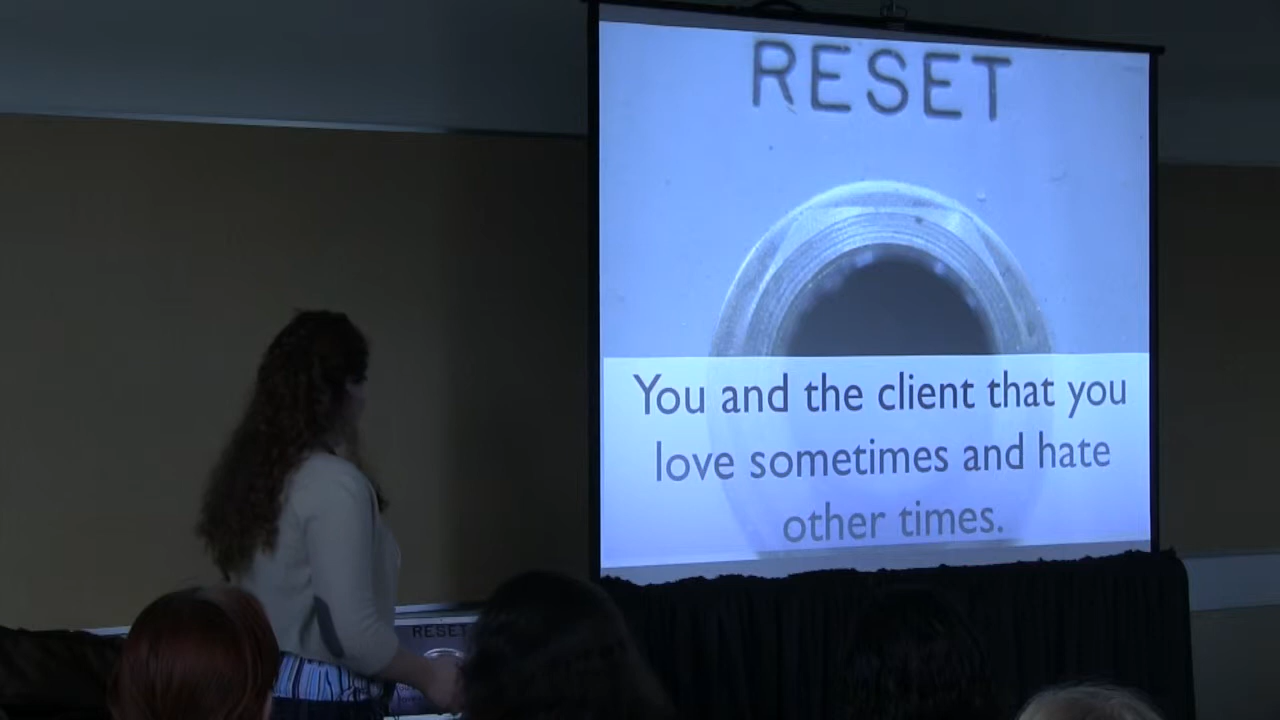 RESET
You and the client that you
love sometimes and hate
other times.
RESET